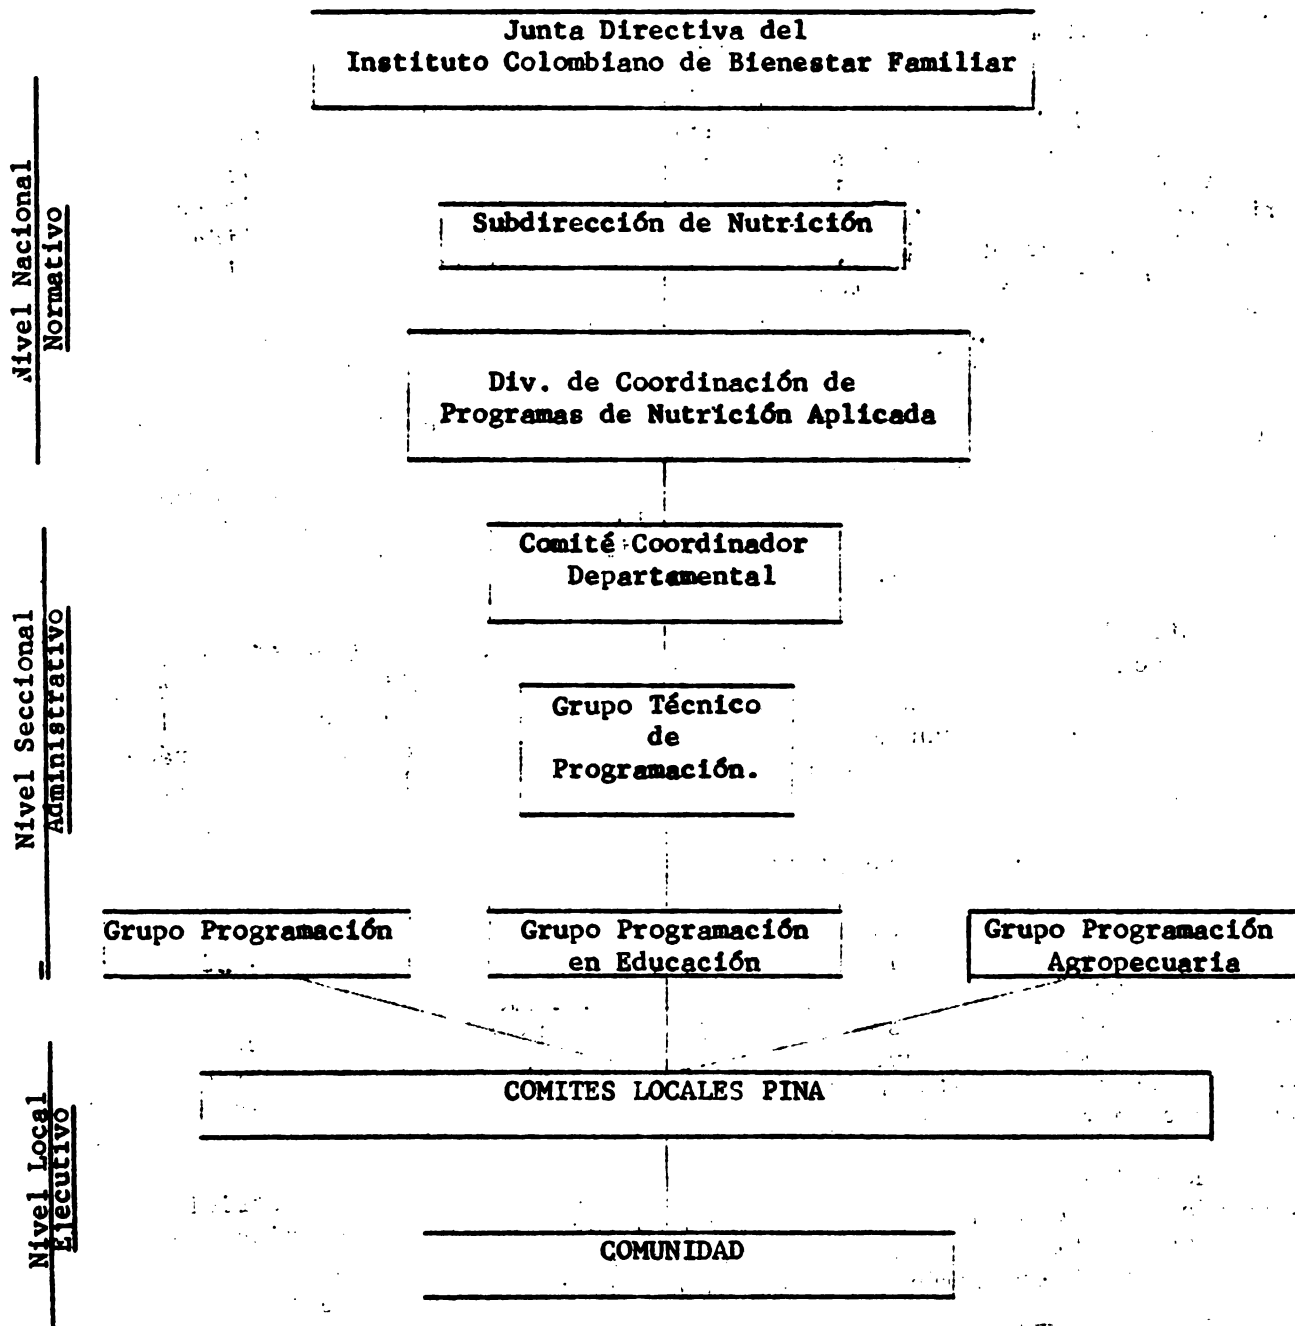 Junta Directiva del
Instituto Colombiano de Bienestar Familiar
Nivel Nacional
Normativo
Subdirección de Nutrición
Div. de Coordinación de
Programas de Nutrición Aplicada
Nivel Seccional
Administrativo
Comité Coordinador
Departamental
Grupo Técnico
de
Programación.
Grupo Programación
Grupo Programación
en Educación
Grupo Programación
Agropecuaria
Nivel Local
Ejecutivo
COMITES LOCALES PINA
COMUNIDAD